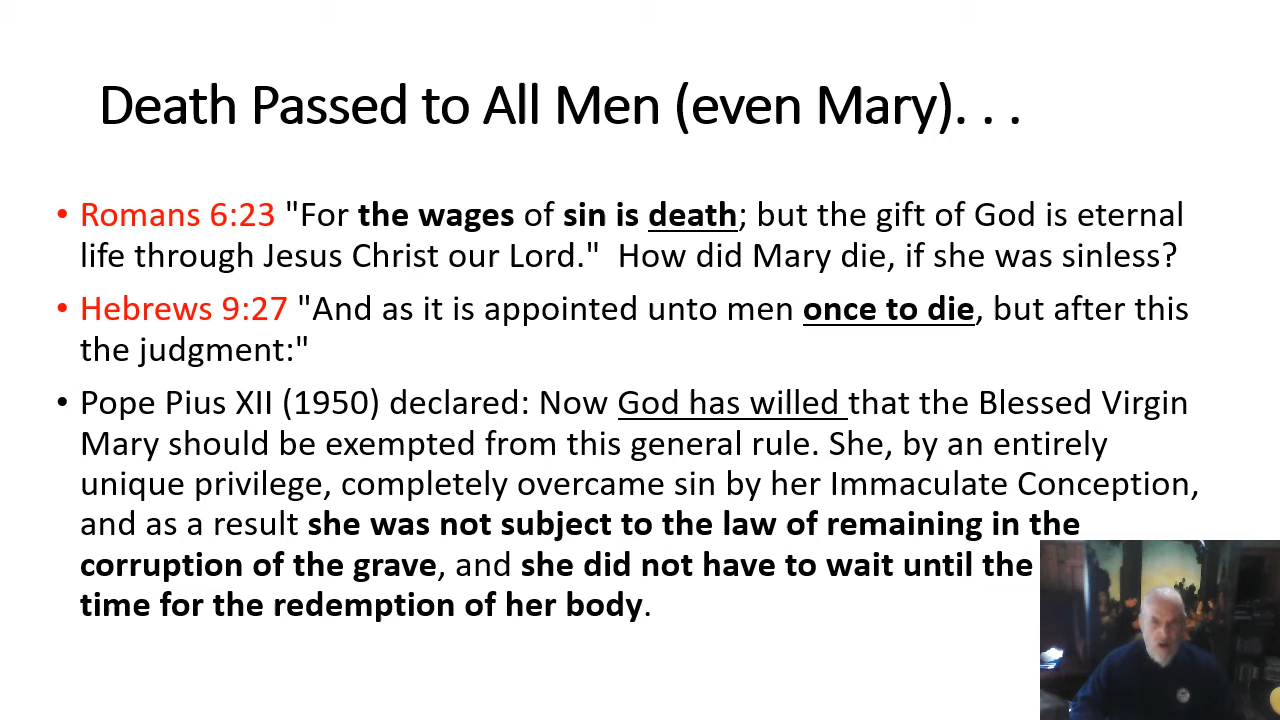 Death Passed to All Men (even Mary). . .
• Romans 6:23 "For the wages of sin is death; but the gift of God is eternal
life through Jesus Christ our Lord."  How did Mary die, if she was sinless?
• Hebrews 9:27 "And as it is appointed unto men once to die, but after this
the judgment:"
• Pope Pius XII (1950) declared: Now God has willed that the Blessed Virgin
Mary should be exempted from this general rule. She, by an entirely
unique privilege, completely overcame sin by her Immaculate Conception,
and as a result she was not subject to the law of remaining in the
corruption of the grave, and she did not have to wait until the
time for the redemption of her body.